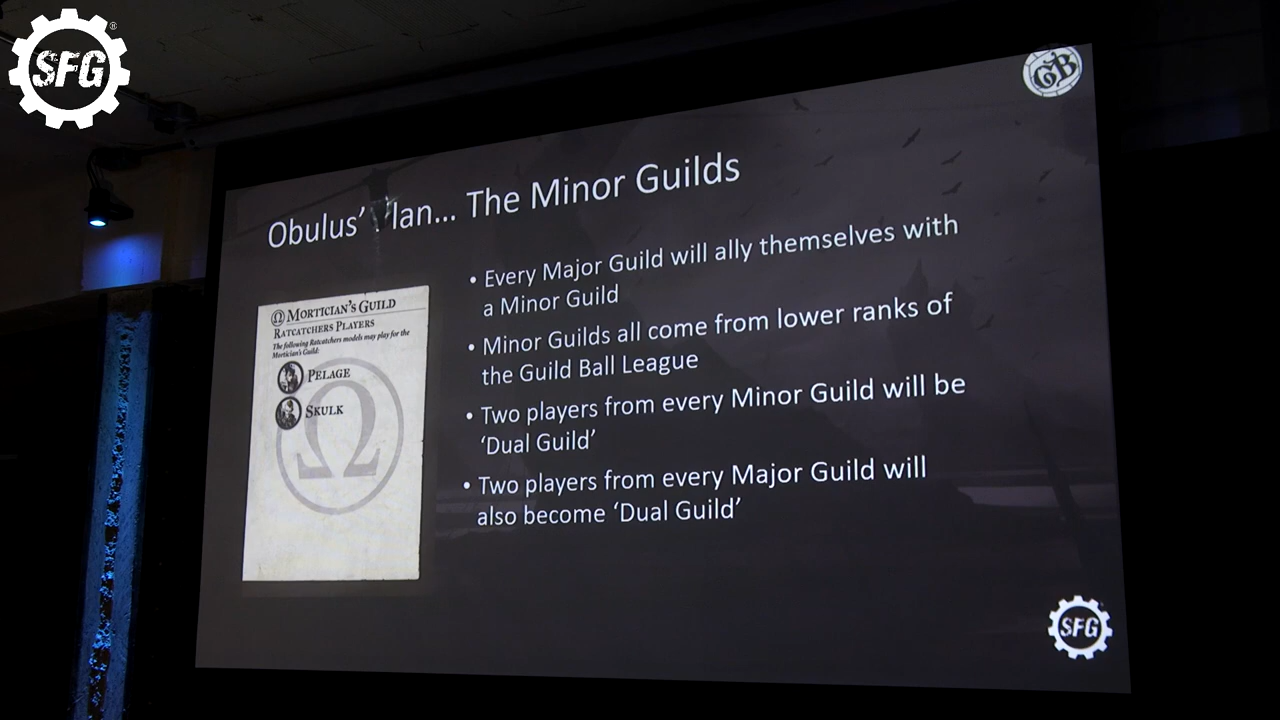 SFG
GB
Obulus' Plan... The Minor Guilds
• Every Major Guild will ally themselves with
a Minor Guild
• Minor Guilds all come from lower ranks of
the Guild Ball League
• Two players from every Minor Guild will be
'Dual Guild'
• Two players from every Major Guild will
also become 'Dual Guild'
Ω MORTICIAN'S GUILD
RATCATCHERS PLAYERS
The following Ratcatchers models may play for the
Mortician's Guild:
PELAGE
SKULK
Ω
SFG